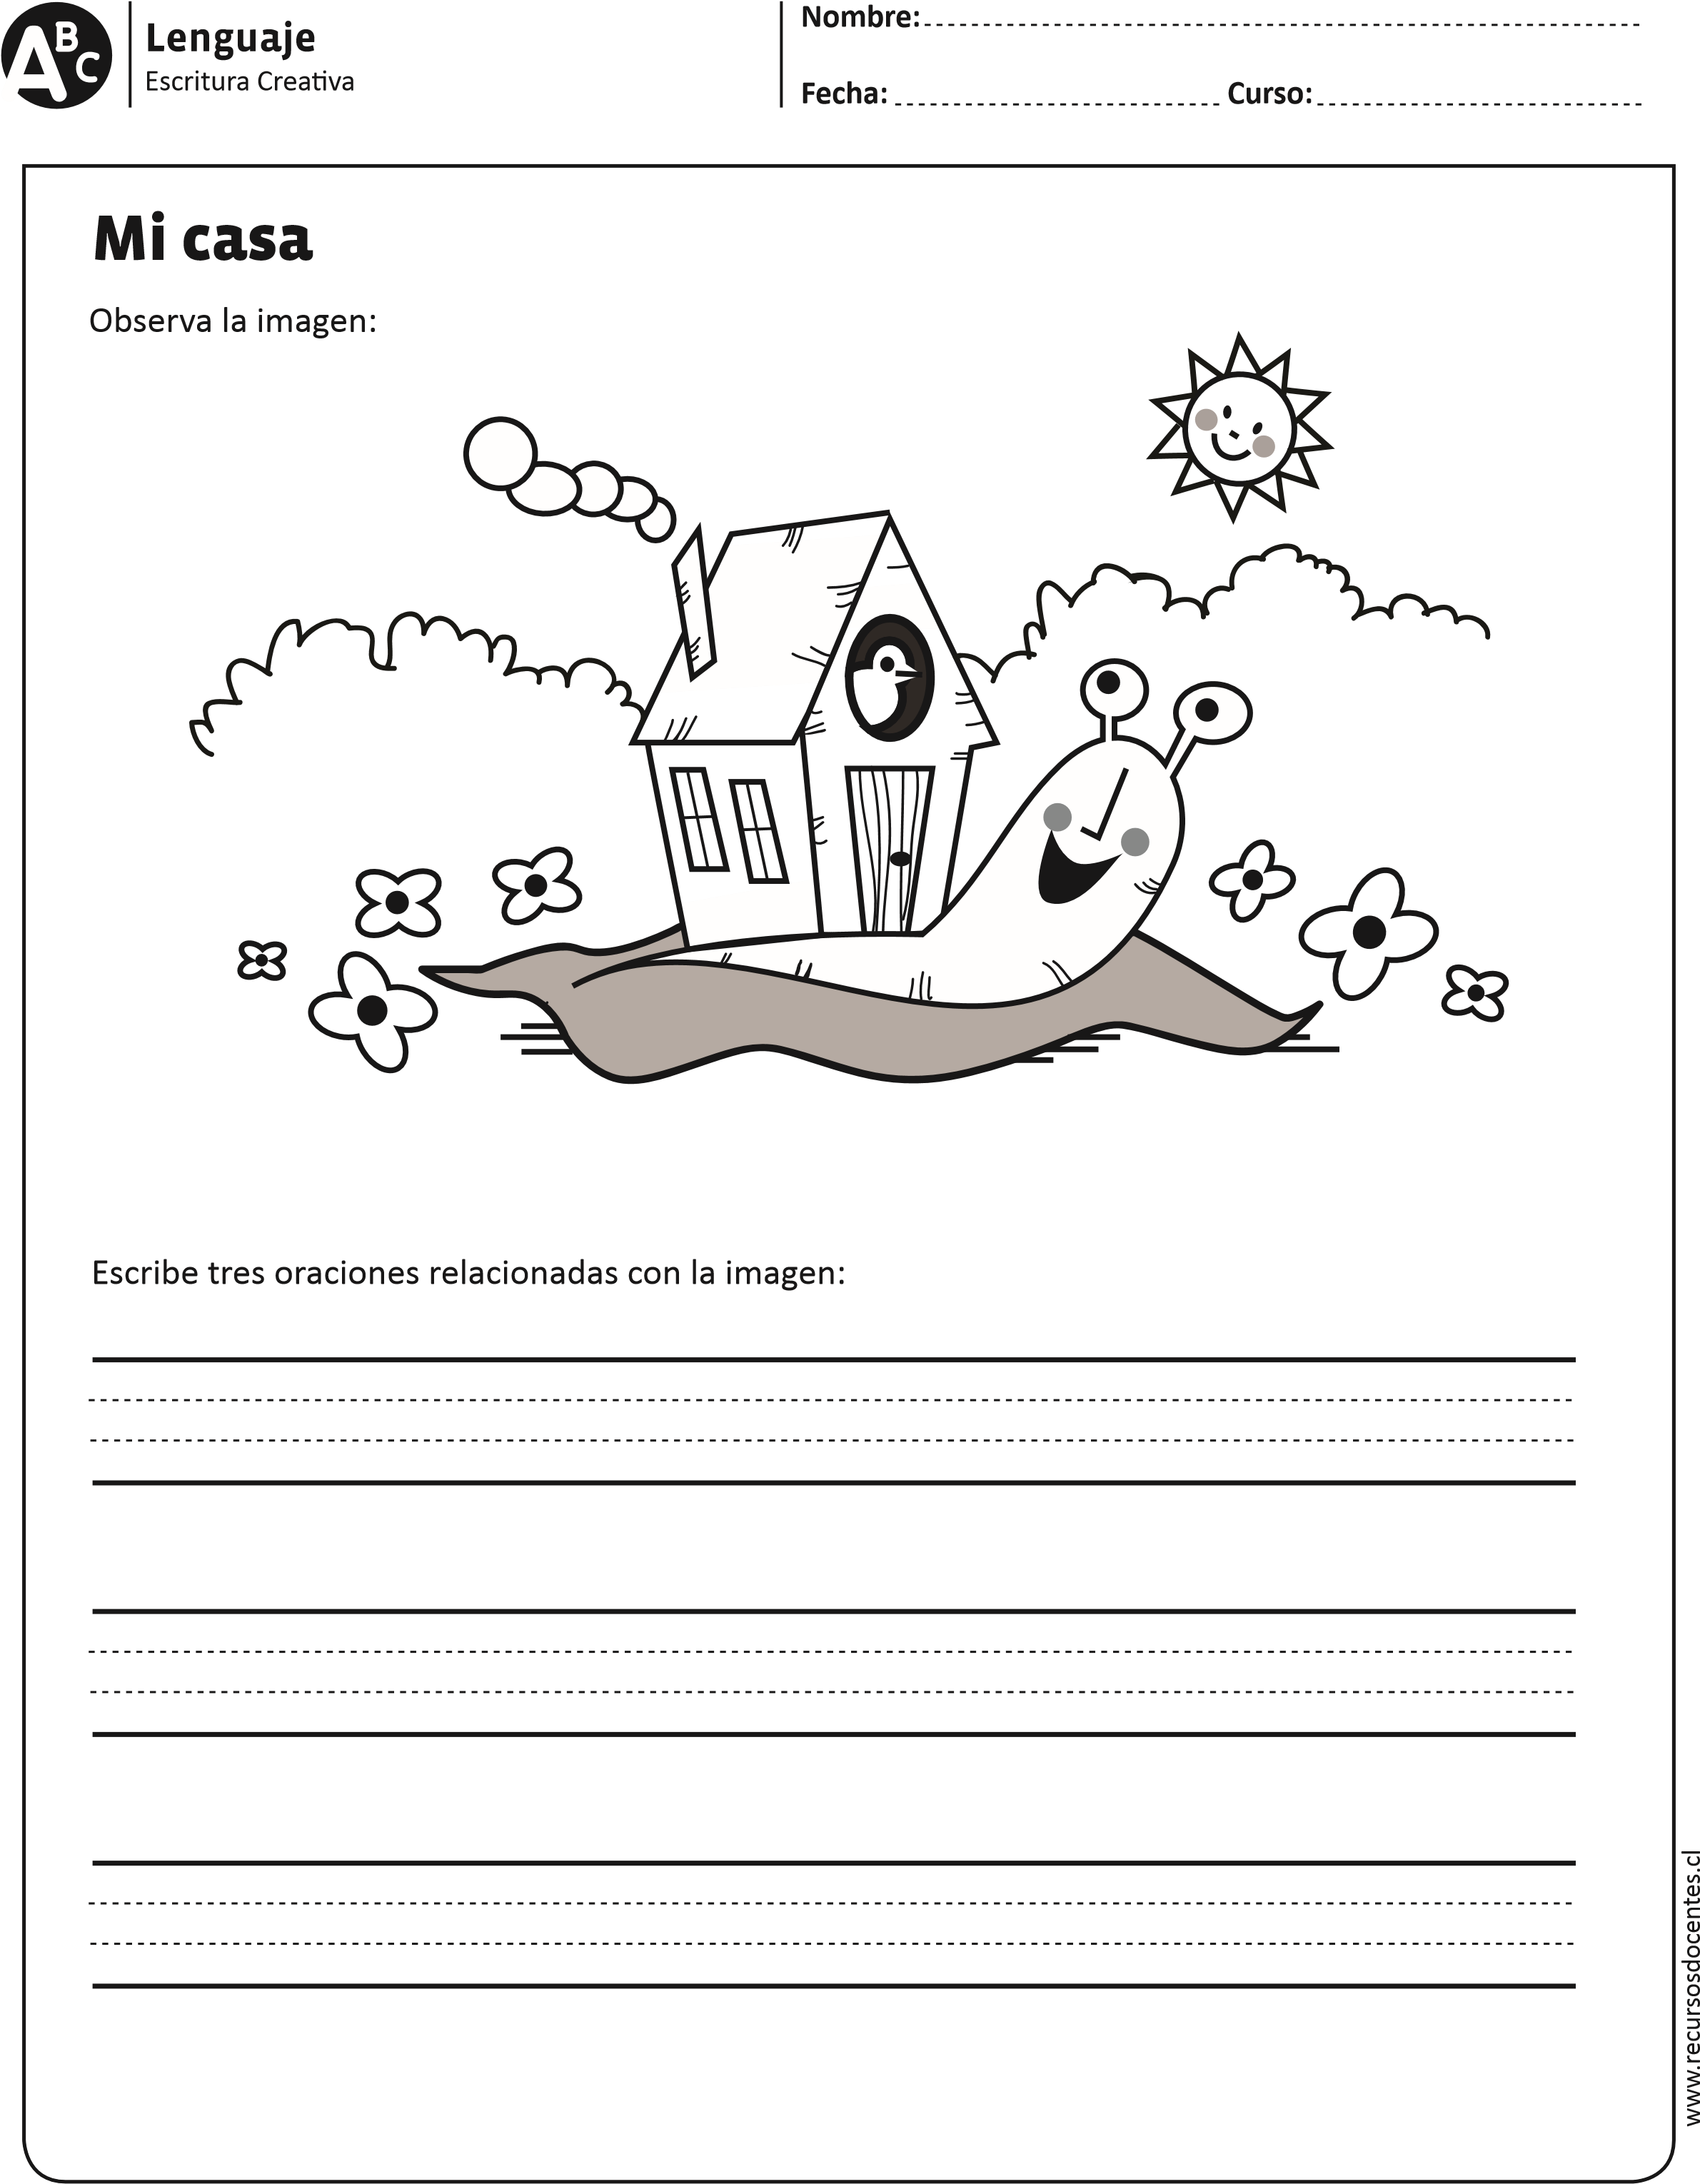 A B C
Lenguaje
Escritura Creativa
Nombre:
Fecha: Curso:
Mi casa
Observa la imagen:
Escribe tres oraciones relacionadas con la imagen:
www.recursosdocentes.cl